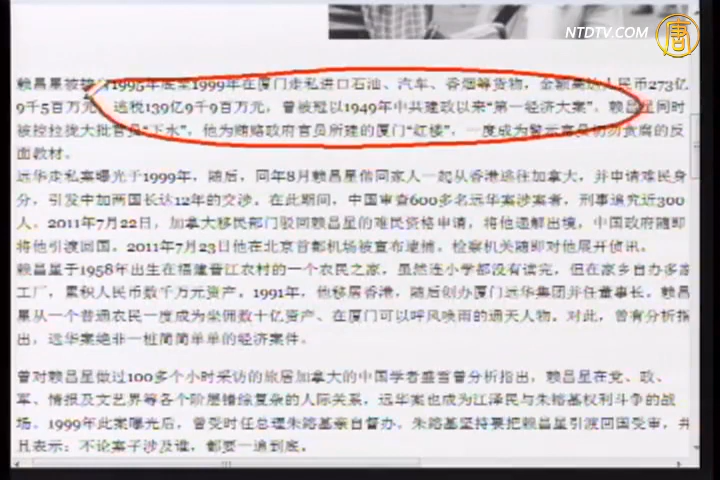 NTDTV.COM
唐
赖昌星被控从1995年底至1999年在厦门走私进口石油、汽车、香烟等货物，金额高达人民币273亿
9千5百万元，逃税139亿9千9百万元，曾被冠以1949年中共建政以来“第一经济大案”。赖昌星同时
被控拉拢大批官员“下水”，他为贿赂政府官员所建的厦门“红楼”，一度成为警示官员切勿贪腐的反
面教材。
远华走私案曝光于1999年，随后，同年8月赖昌星偕同家人一起从香港逃往加拿大，并申请难民身
分，引发中加两国长达12年的交涉。在此期间，中国审查600多名远华案涉案者，刑事追究近300
人。2011年7月22日，加拿大移民部门驳回赖昌星的难民资格申请，将他递解出境，中国政府随即
将他引渡回国。2011年7月23日他在北京首都机场被宣布逮捕，检察机关随即对他展开侦讯。
赖昌星于1958年出生在福建晋江农村的一个农民之家，虽然连小学都没有读完，但在家乡自办多家
工厂，累积人民币数千万元资产。1991年，他移居香港，随后创办厦门远华集团并任董事长。赖昌
星从一个普通农民一度成为坐佣数十亿资产、在厦门可以呼风唤雨的通天人物。对此，曾有分析指
出，远华案绝非一桩简简单单的经济案件。
曾对赖昌星做过100多个小时采访的旅居加拿大的中国学者盛雪曾分析指出，赖昌星在党、政、
军、情报及文艺界等各个阶层错综复杂的人际关系，远华案也成为江泽民与朱镕基权利斗争的战
场。1999年此案曝光后，曾受时任总理朱镕基亲自督办。朱镕基坚持要把赖昌星引渡回国受审，并
且表示：不论案子涉及谁，都要一追到底。